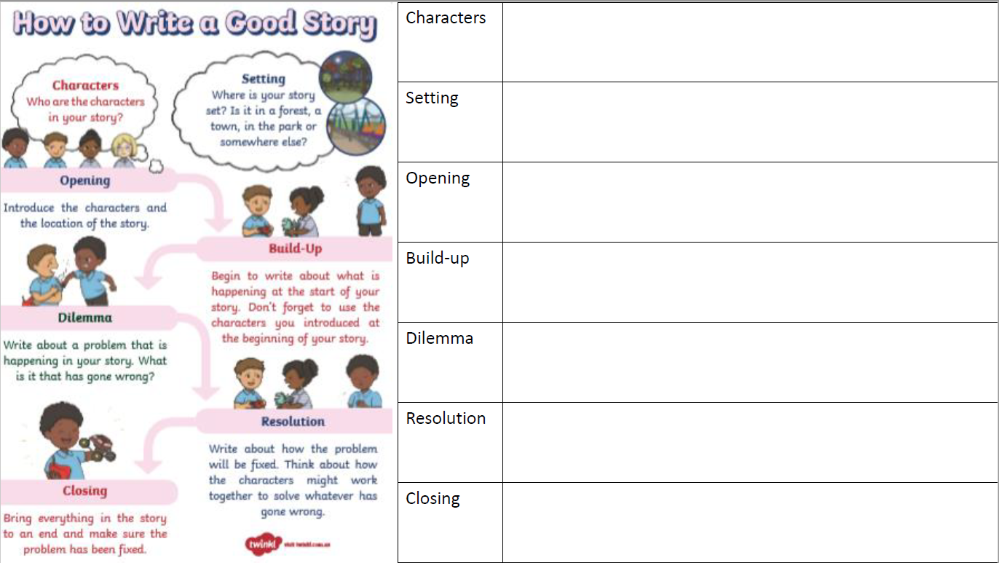 How to Write a Good Story
Characters
Who are the characters
in your story?
Setting
Where is your story
set? Is it in a forest, a
town, in the park or
somewhere else?
Opening
Introduce the characters and
the location of the story.
Build-Up
Begin to write about what is
happening at the start of your
story. Don't forget to use the
characters you introduced at
the beginning of your story.
Dilemma
Write about a problem that is
happening in your story. What
is it that has gone wrong?
Resolution
Write about how the problem
will be fixed. Think about how
the characters might work
together to solve whatever has
gone wrong.
Closing
Bring everything in the story
to an end and make sure the
problem has been fixed.
twinkl visit twinkl.com.au
Characters
Setting
Opening
Build-up
Dilemma
Resolution
Closing